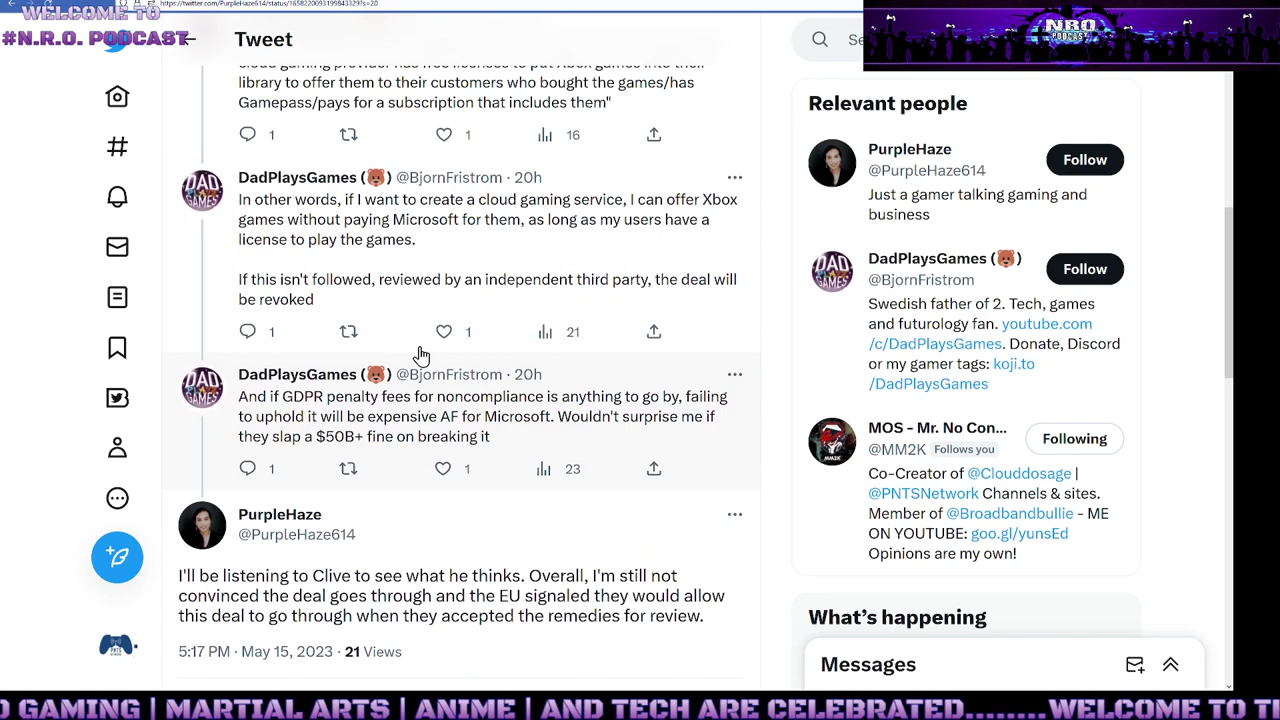 https://twitter.com/PurpleHaze614/status/1658220093199843329?s=20
WELCOME TO
#N.R.O. PODCAST
Tweet
Se
NRO
PODCAST
library to offer them to their customers who bought the games/has
Gamepass/pays for a subscription that includes them"
1
1
16
DadPlaysGames (🐻) @BjornFristrom · 20h
In other words, if I want to create a cloud gaming service, I can offer Xbox
games without paying Microsoft for them, as long as my users have a
license to play the games.
If this isn't followed, reviewed by an independent third party, the deal will
be revoked
1
1
21
DadPlaysGames (🐻) @BjornFristrom · 20h
And if GDPR penalty fees for noncompliance is anything to go by, failing
to uphold it will be expensive AF for Microsoft. Wouldn't surprise me if
they slap a $50B+ fine on breaking it
1
1
23
PurpleHaze
@PurpleHaze614
I'll be listening to Clive to see what he thinks. Overall, I'm still not
convinced the deal goes through and the EU signaled they would allow
this deal to go through when they accepted the remedies for review.
5:17 PM · May 15, 2023 · 21 Views
Relevant people
PurpleHaze
@PurpleHaze614
Follow
Just a gamer talking gaming and
business
DadPlaysGames (🐻)
@BjornFristrom
Follow
Swedish father of 2. Tech, games
and futurology fan. youtube.com
/c/DadPlaysGames. Donate, Discord
or my gamer tags: koji.to
/DadPlaysGames
MOS - Mr. No Con...
@MM2K Follows you
Following
Co-Creator of @Clouddosage |
@PNTSNetwork Channels & sites.
Member of @Broadbandbullie - ME
ON YOUTUBE: goo.gl/yunsEd
Opinions are my own!
What's happening
Messages
O GAMING | MARTIAL ARTS | ANIME | AND TECH ARE CELEBRATED........WELCOME TO T